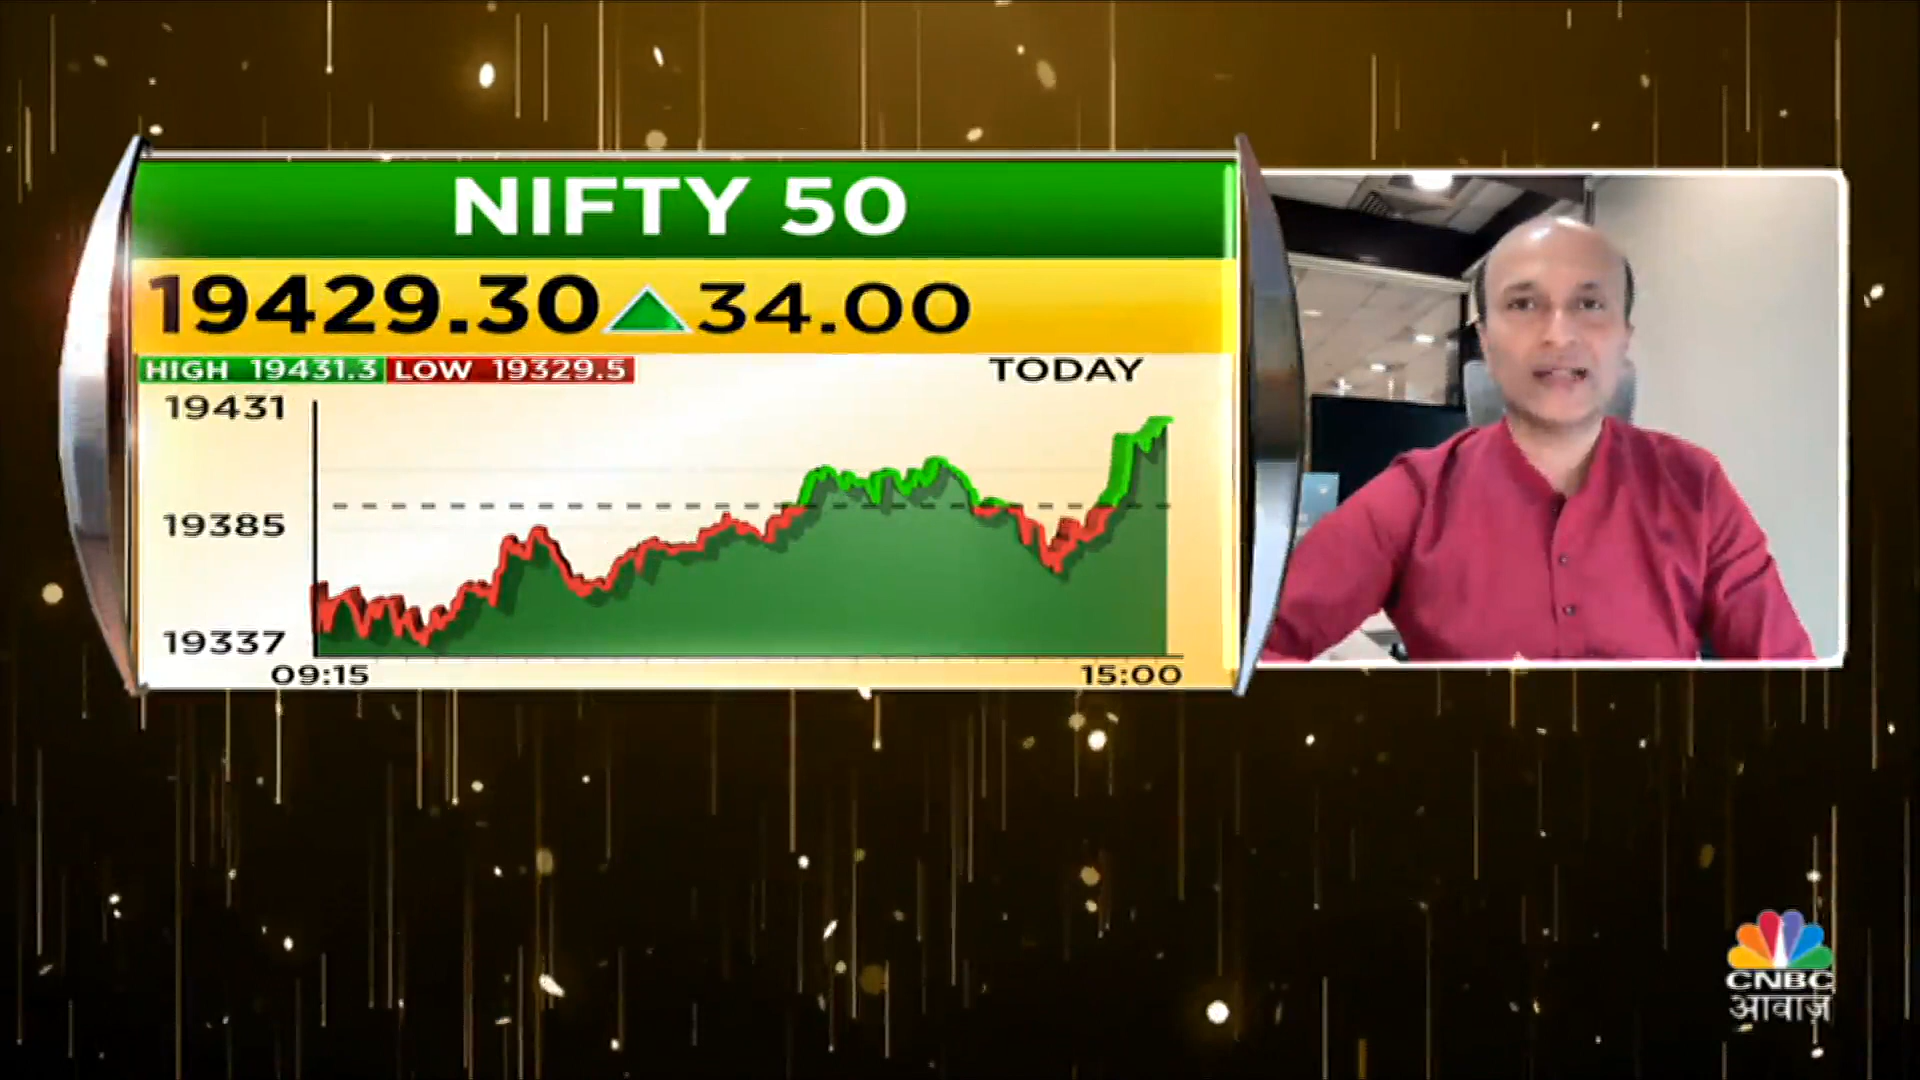 NIFTY 50
19429.30 34.00
HIGH 19431.3 LOW 19329.5 TODAY
19431
19385
19337
09:15 15:00
CNBC
आवाज़